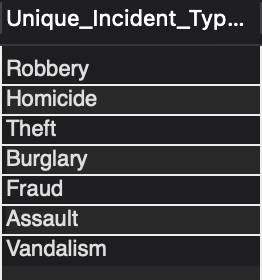 Unique_Incident_Typ...
Robbery
Homicide
Theft
Burglary
Fraud
Assault
Vandalism